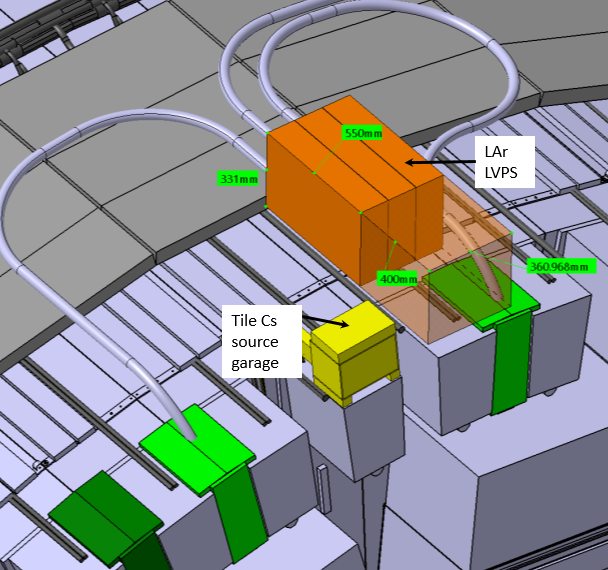 550mm
LAr
LVPS
331mm
360,968mm
400mm
Tile Cs
source
garage